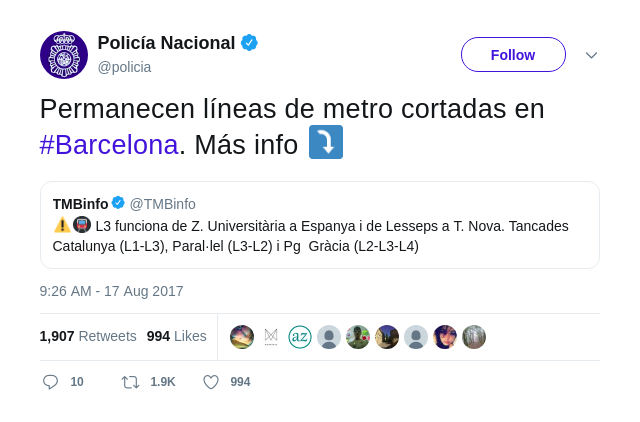 Policía Nacional
@policia
Follow
Permanecen líneas de metro cortadas en
#Barcelona. Más info
TMBinfo @TMBinfo
L3 funciona de Z. Universitària a Espanya i de Lesseps a T. Nova. Tancades
Catalunya (L1-L3), Paral·lel (L3-L2) i Pg Gràcia (L2-L3-L4)
9:26 AM - 17 Aug 2017
1,907 Retweets 994 Likes
az
10 1.9K 994